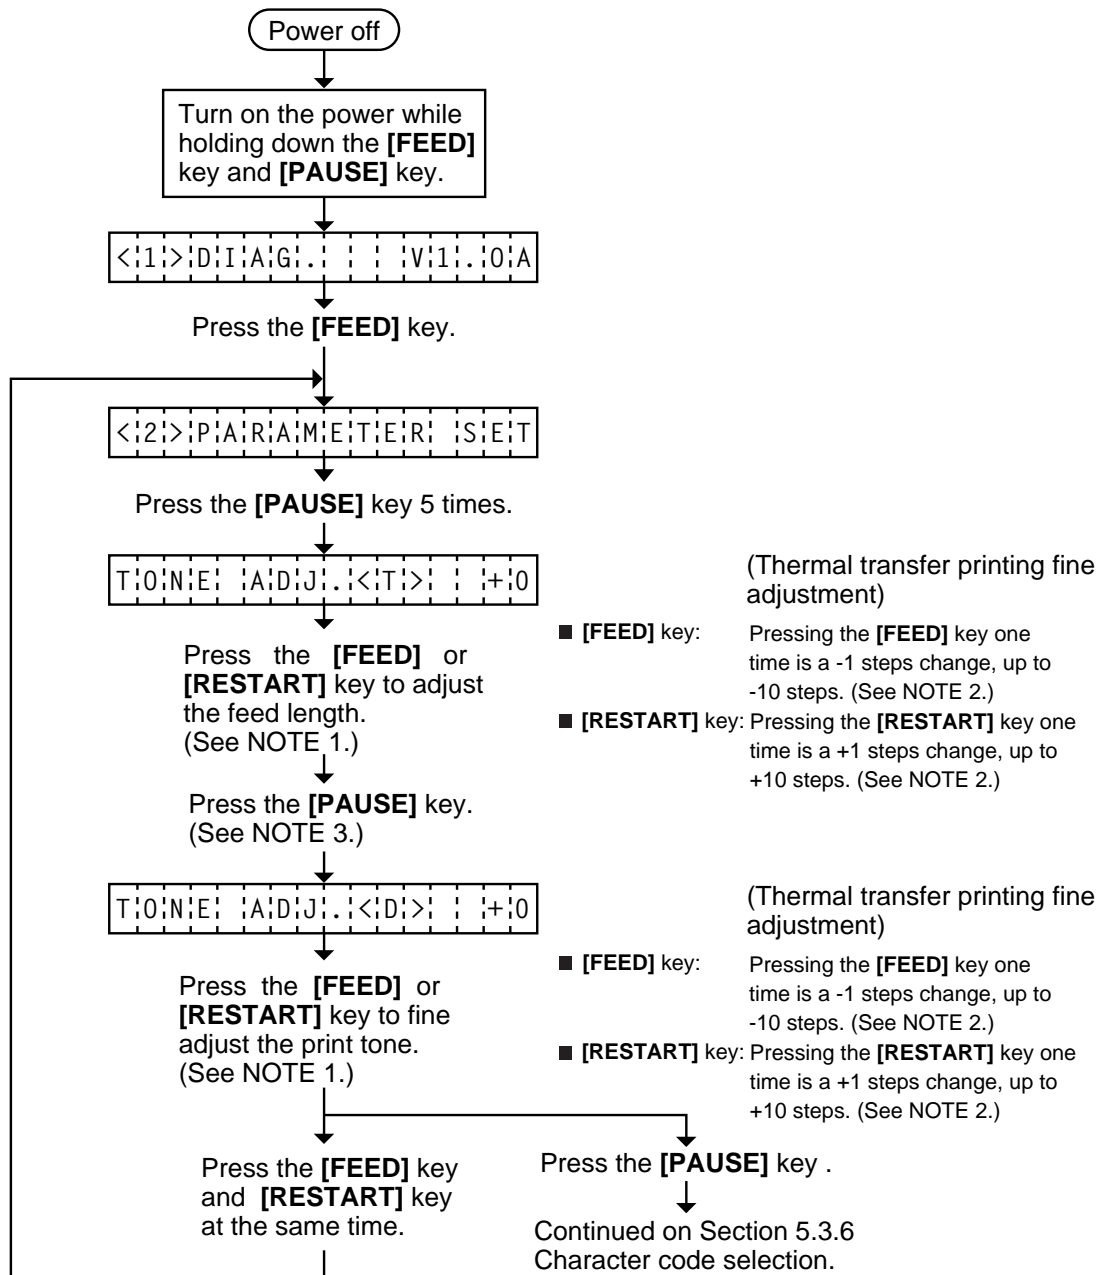 Power off
Turn on the power while
holding down the [FEED]
key and [PAUSE] key.
<1>DIAG.   V1.0A
Press the [FEED] key.
<2>PARAMETER SET
Press the [PAUSE] key 5 times.
TONE ADJ.<T>  +0
(Thermal transfer printing fine
adjustment)
Press the [FEED] or
[RESTART] key to adjust
the feed length.
(See NOTE 1.)
■ [FEED] key: Pressing the [FEED] key one
time is a -1 steps change, up to
-10 steps. (See NOTE 2.)
■ [RESTART] key: Pressing the [RESTART] key one
time is a +1 steps change, up to
+10 steps. (See NOTE 2.)
Press the [PAUSE] key.
(See NOTE 3.)
TONE ADJ.<D>  +0
(Thermal transfer printing fine
adjustment)
Press the [FEED] or
[RESTART] key to fine
adjust the print tone.
(See NOTE 1.)
■ [FEED] key: Pressing the [FEED] key one
time is a -1 steps change, up to
-10 steps. (See NOTE 2.)
■ [RESTART] key: Pressing the [RESTART] key one
time is a +1 steps change, up to
+10 steps. (See NOTE 2.)
Press the [FEED] key
and [RESTART] key
at the same time.
Press the [PAUSE] key .
Continued on Section 5.3.6
Character code selection.